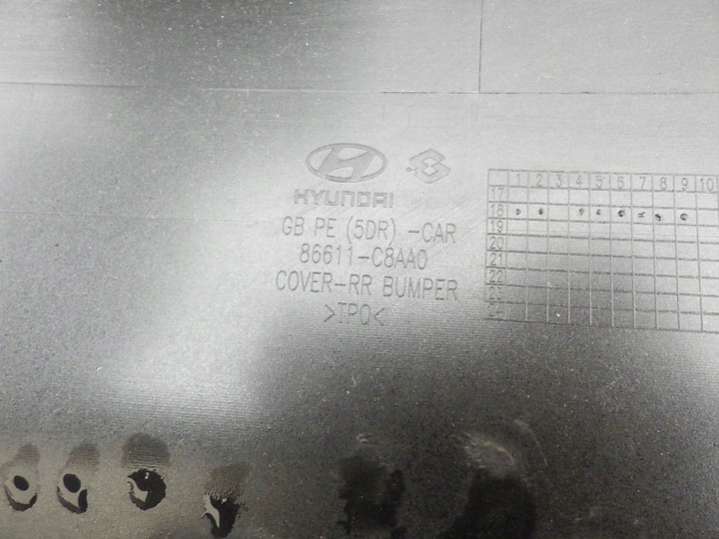 HYUNDAI
GB PE (5DR) -CAR
86611-C8AA0
COVER-RR BUMPER
>TPO<
1 2 3 4 5 6 7 8 9 10
17
18
19
20
21
22
23
24